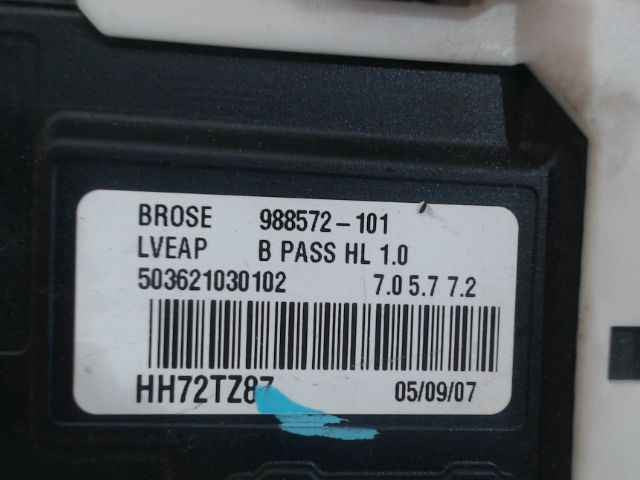 BROSE 988572-101
LVEAP B PASS HL 1.0
503621030102 7.0 5.7 7.2
HH72TZ87 05/09/07